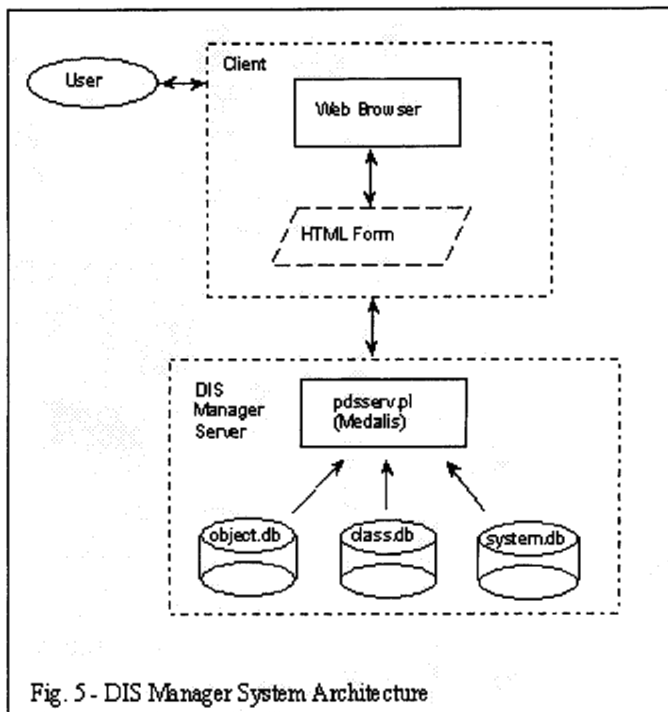 User
Client
Web Browser
HTML Form
DIS
Manager
Server
pdsserv.pl
(Medalis)
object.db
class.db
system.db
Fig. 5 - DIS Manager System Architecture